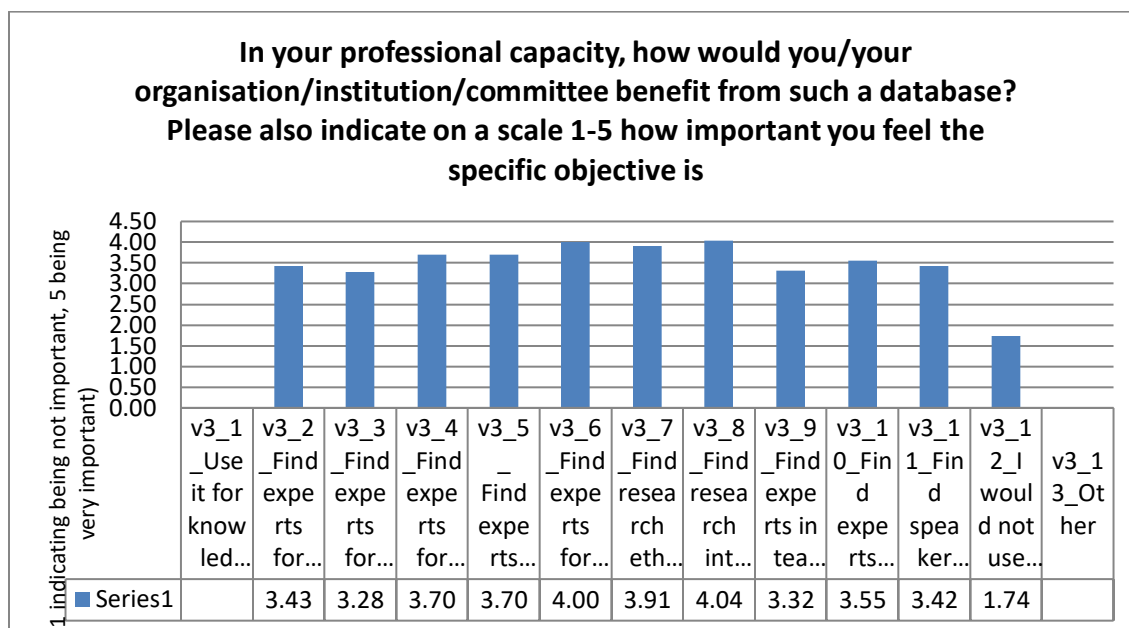 In your professional capacity, how would you/your
organisation/institution/committee benefit from such a database?
Please also indicate on a scale 1-5 how important you feel the
specific objective is
1 indicating being not important, 5 being
very important)
4.50
4.00
3.50
3.00
2.50
2.00
1.50
1.00
0.50
0.00
v3_1
_Use
it for
know
led...
v3_2
_Find
expe
rts
for...
v3_3
_Find
expe
rts
for...
v3_4
_Find
expe
rts
for...
v3_5
_
Find
expe
rts...
v3_6
_Find
expe
rts
for...
v3_7
_Find
resea
rch
eth...
v3_8
_Find
resea
rch
int...
v3_9
_Find
expe
rts in
tea...
v3_1
0_Fin
d
expe
rts...
v3_1
1_Fin
d
speak
er...
v3_1
2_I
woul
d not
use...
v3_1
3_Ot
her
Series1 3.43 3.28 3.70 3.70 4.00 3.91 4.04 3.32 3.55 3.42 1.74